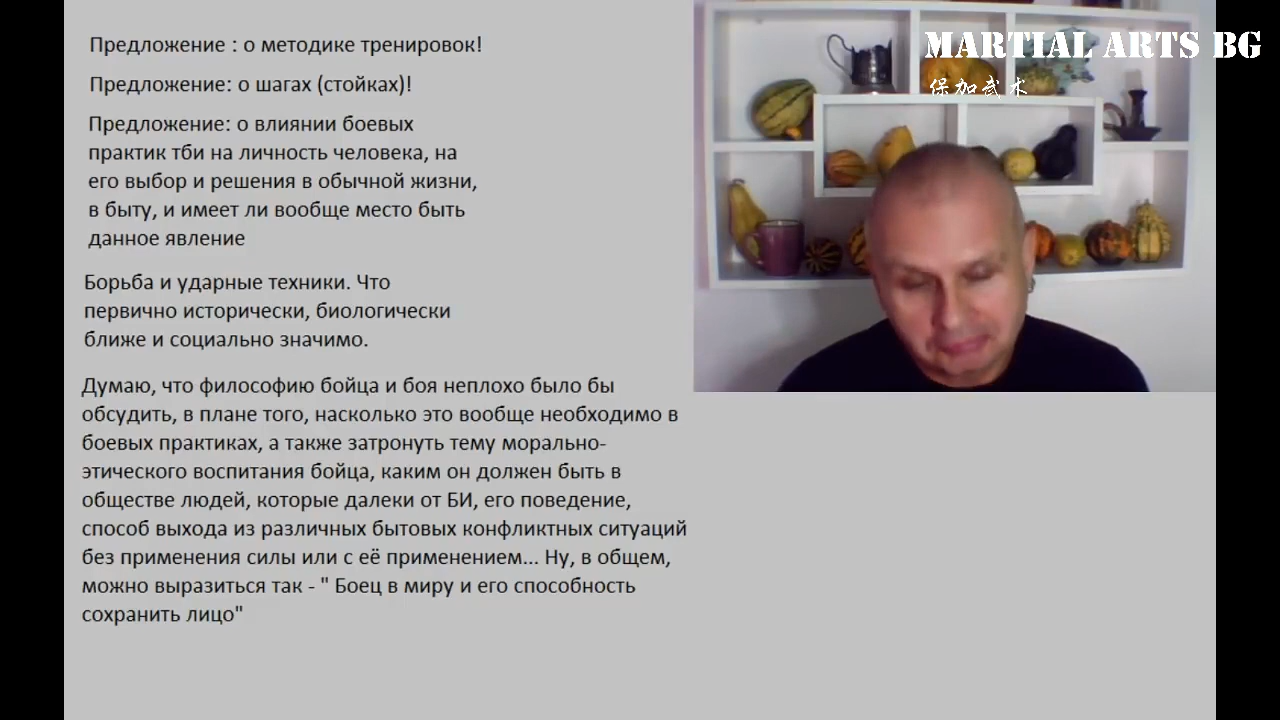 Предложение : о методике тренировок!
Предложение: о шагах (стойках)!
Предложение: о влиянии боевых
практик тби на личность человека, на
его выбор и решения в обычной жизни,
в быту, и имеет ли вообще место быть
данное явление
Борьба и ударные техники. Что
первично исторически, биологически
ближе и социально значимо.
Думаю, что философию бойца и боя неплохо было бы
обсудить, в плане того, насколько это вообще необходимо в
боевых практиках, а также затронуть тему морально-
этического воспитания бойца, каким он должен быть в
обществе людей, которые далеки от БИ, его поведение,
способ выхода из различных бытовых конфликтных ситуаций
без применения силы или с её применением... Ну, в общем,
можно выразиться так - " Боец в миру и его способность
сохранить лицо"
MARTIAL ARTS BG
保加武术